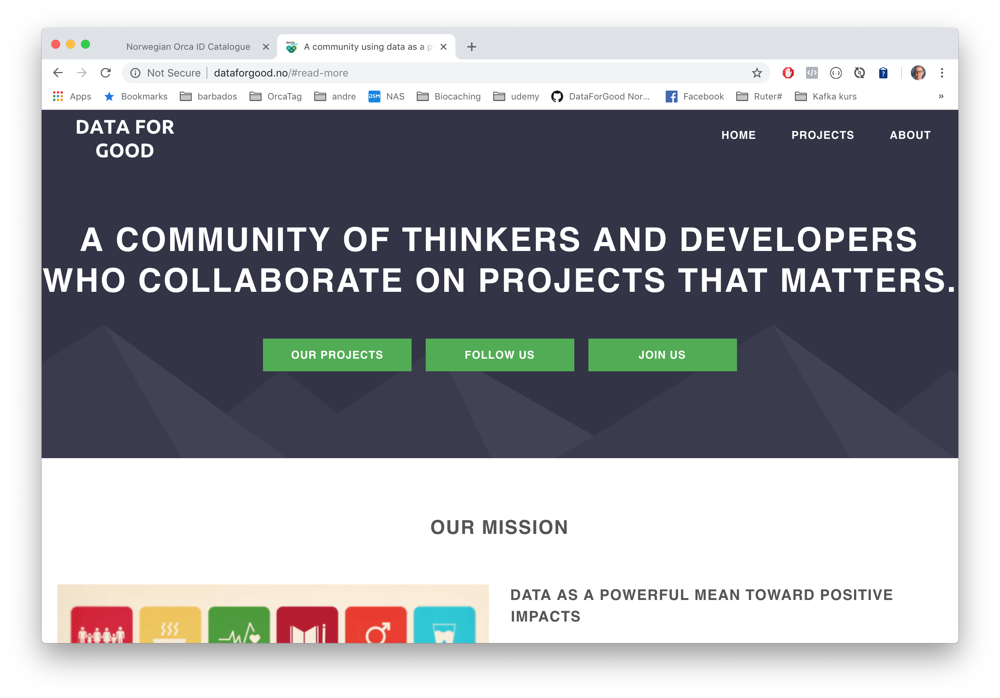 Norwegian Orca ID Catalogue
data for
good
A community using data as a p
Not Secure
dataforgood.no/#read-more
Apps
Bookmarks
barbados
OrcaTag
andre
DSM
NAS
Biocaching
udemy
DataForGood Nor...
Facebook
Ruter#
Kafka kurs
»
DATA FOR
GOOD
HOME
PROJECTS
ABOUT
A COMMUNITY OF THINKERS AND DEVELOPERS
WHO COLLABORATE ON PROJECTS THAT MATTERS.
OUR PROJECTS
FOLLOW US
JOIN US
OUR MISSION
DATA AS A POWERFUL MEAN TOWARD POSITIVE
IMPACTS